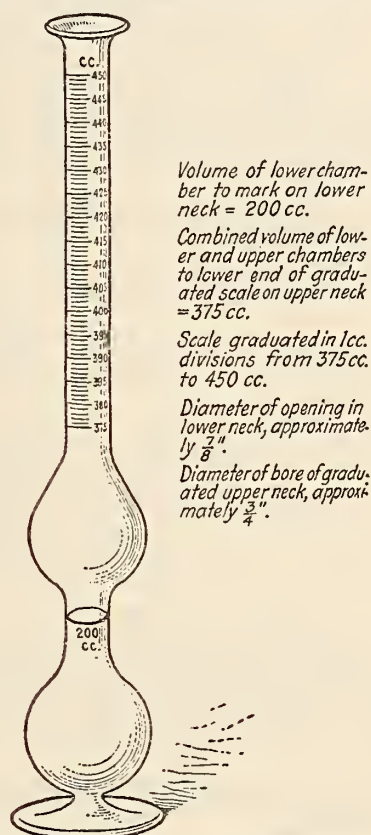 CC.
450
445
440
435
430
425
420
415
410
405
400
395
390
385
380
375
200
CC.
Volume of lower cham-
ber to mark on lower
neck = 200 cc.
Combined volume of low-
er and upper chambers
to lower end of gradu-
ated scale on upper neck
=375 cc.
Scale graduated in 1cc.
divisions from 375cc.
to 450 cc.
Diameter of opening in
lower neck, approximate-
ly 7/8".
Diameter of bore of gradu-
ated upper neck, approxi-
mately 3/4".